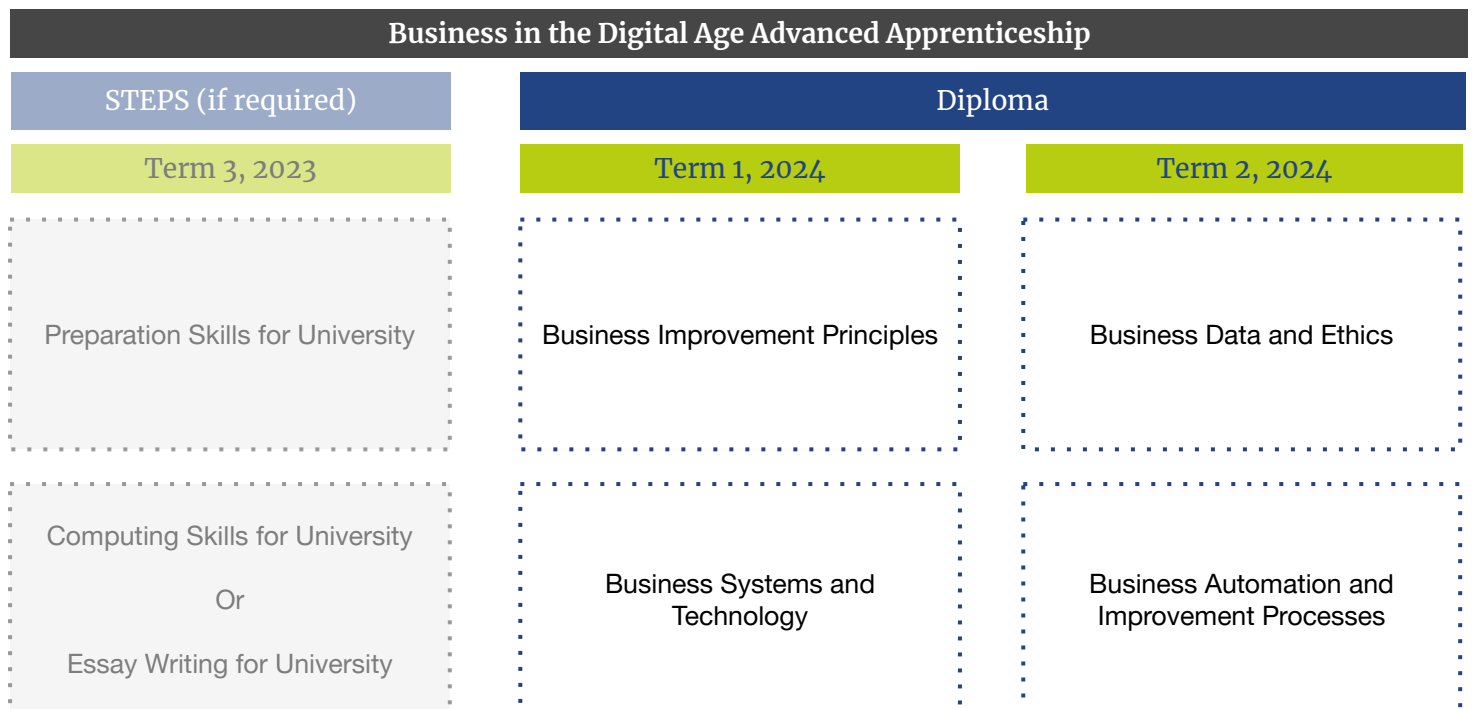 Business in the Digital Age Advanced Apprenticeship
STEPS (if required)
Diploma
Term 3, 2023
Term 1, 2024
Term 2, 2024
Preparation Skills for University
Business Improvement Principles
Business Data and Ethics
Computing Skills for University
Or
Essay Writing for University
Business Systems and
Technology
Business Automation and
Improvement Processes